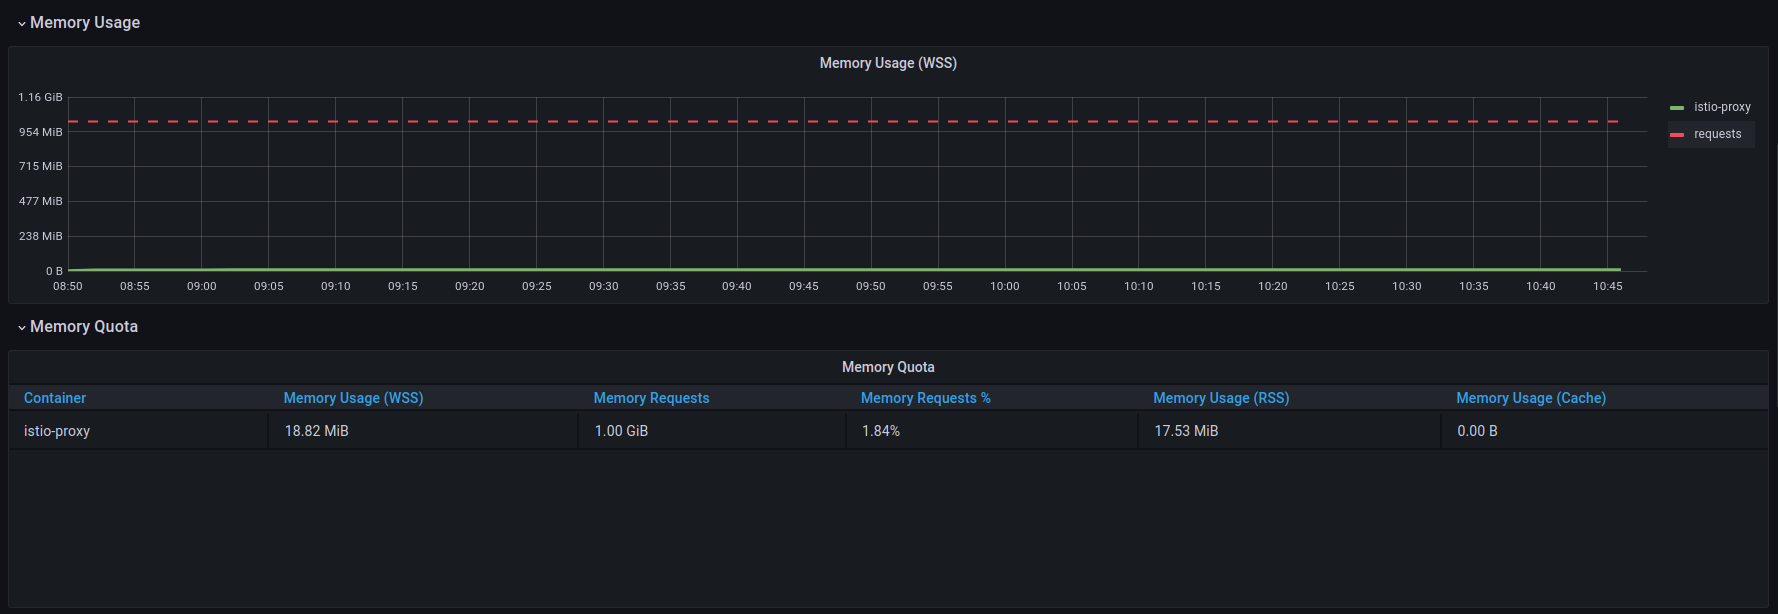 Memory Usage
Memory Usage (WSS)
1.16 GiB
954 MiB
715 MiB
477 MiB
238 MiB
0 B
08:50 08:55 09:00 09:05 09:10 09:15 09:20 09:25 09:30 09:35 09:40 09:45 09:50 09:55 10:00 10:05 10:10 10:15 10:20 10:25 10:30 10:35 10:40 10:45
istio-proxy
requests
Memory Quota
Memory Quota
Container Memory Usage (WSS) Memory Requests Memory Requests % Memory Usage (RSS) Memory Usage (Cache)
istio-proxy 18.82 MiB 1.00 GiB 1.84% 17.53 MiB 0.00 B